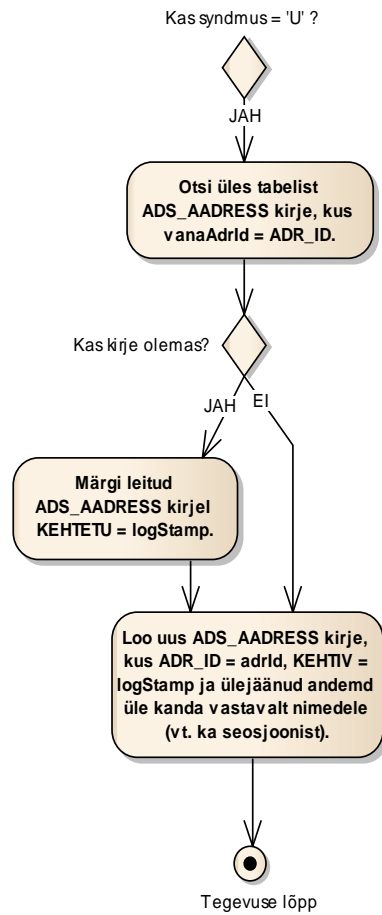 Kas syndmus = 'U' ?
JAH
Otsi üles tabelist
ADS_AADRESS kirje, kus
vanaAdrId = ADR_ID.
Kas kirje olemas?
JAH
EI
Märgi leitud
ADS_AADRESS kirjel
KEHTETU = logStamp.
Loo uus ADS_AADRESS kirje,
kus ADR_ID = adrId, KEHTIV =
logStamp ja ülejäänud andemd
üle kanda vastavalt nimedele
(vt. ka seosjoonist).
Tegevuse lõpp